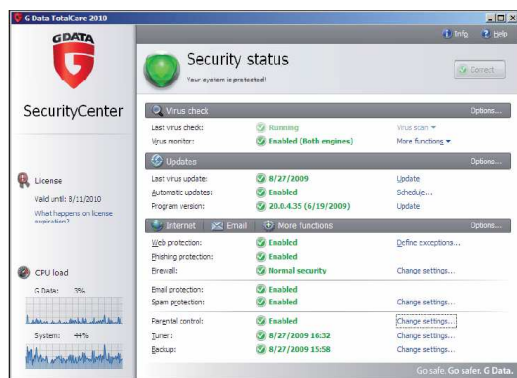 G Data TotalCare 2010
Info Help
G DATA
Security status
Your system is protected!
Correct
SecurityCenter
Virus check Options...
Last virus check: Running Virus scan
Virus monitor: Enabled (Both engines) More functions
Updates Options...
Last virus update: 8/27/2009 Update
Automatic updates: Enabled Schedule...
Program version: 20.0.4.35 (6/19/2009) Update
License
Valid until: 8/11/2010
What happens on license
expiration?
Internet Email More functions Options...
Web protection: Enabled Define exceptions...
Phishing protection: Enabled
Firewall: Normal security Change settings...
Email protection: Enabled
Spam protection: Enabled Change settings...
Parental control: Enabled Change settings...
Tuner: 8/27/2009 16:32 Change settings...
Backup: 8/27/2009 15:58 Change settings...
CPU load
G Data: 3%
System: 44%
Go safe. Go safer. G Data.